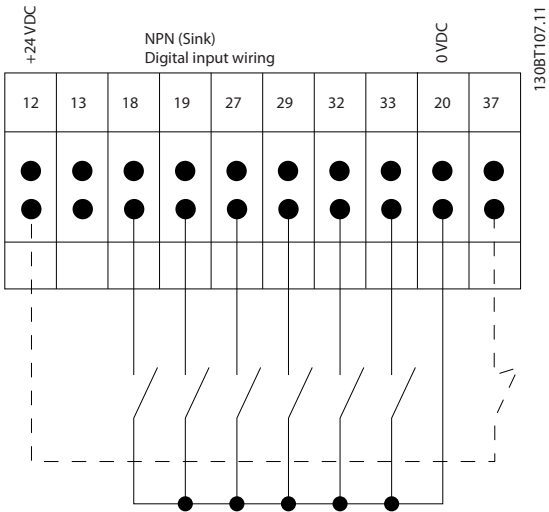 +24 VDC
NPN (Sink)
Digital input wiring
0 VDC
130BT107.11
12 13 18 19 27 29 32 33 20 37